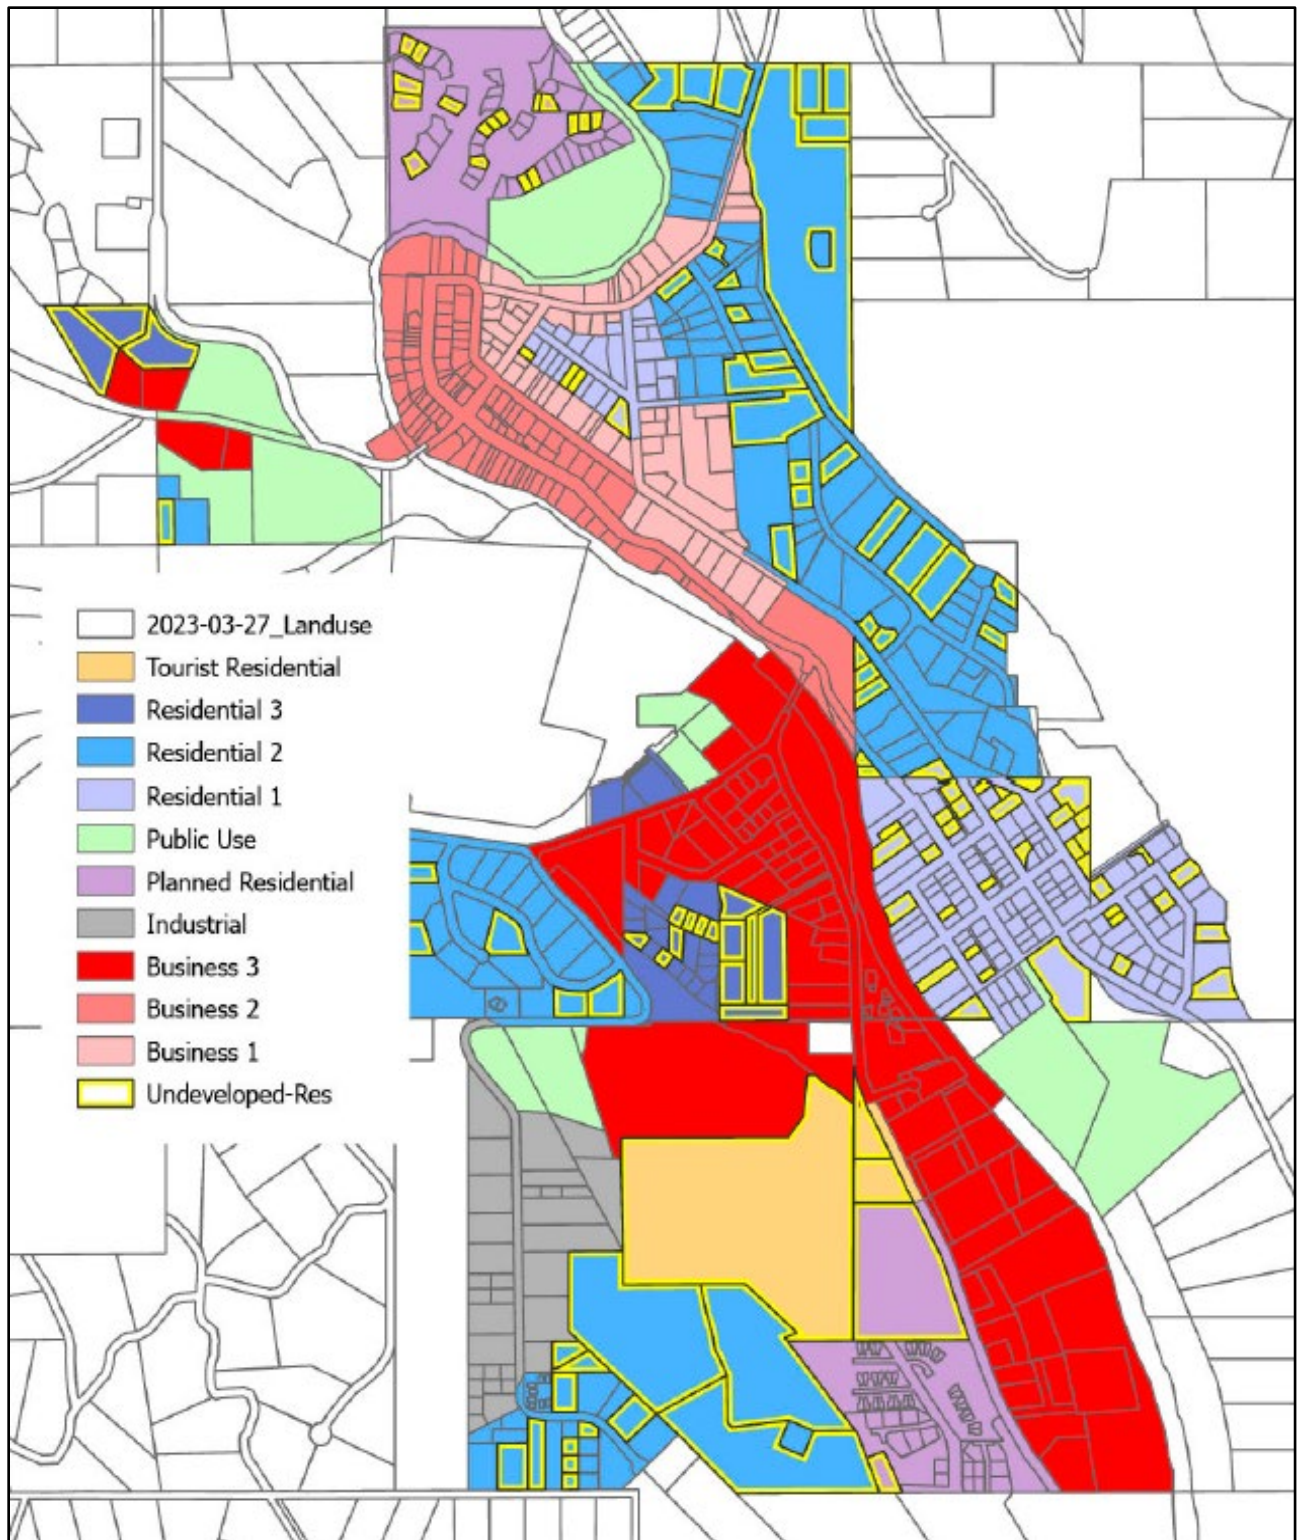 2023-03-27_Landuse
Tourist Residential
Residential 3
Residential 2
Residential 1
Public Use
Planned Residential
Industrial
Business 3
Business 2
Business 1
Undeveloped-Res